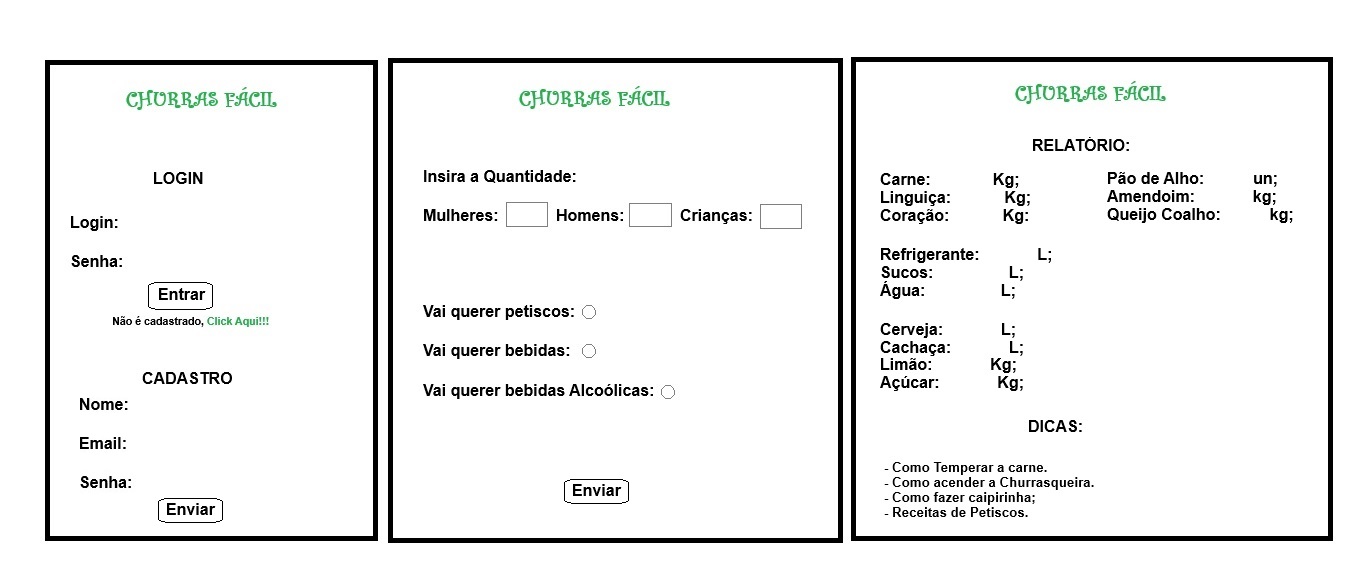 CHURRAS FÁCIL
LOGIN
Login:
Senha:
Entrar
Não é cadastrado, Click Aqui!!!
CADASTRO
Nome:
Email:
Senha:
Enviar
CHURRAS FÁCIL
Insira a Quantidade:
Mulheres: Homens: Crianças:
Vai querer petiscos:
Vai querer bebidas:
Vai querer bebidas Alcoólicas:
Enviar
CHURRAS FÁCIL
RELATÓRIO:
Carne: Kg;
Linguiça: Kg;
Coração: Kg:
Pão de Alho: un;
Amendoim: kg;
Queijo Coalho: kg;
Refrigerante: L;
Sucos: L;
Água: L;
Cerveja: L;
Cachaça: L;
Limão: Kg;
Açúcar: Kg;
DICAS:
- Como Temperar a carne.
- Como acender a Churrasqueira.
- Como fazer caipirinha;
- Receitas de Petiscos.